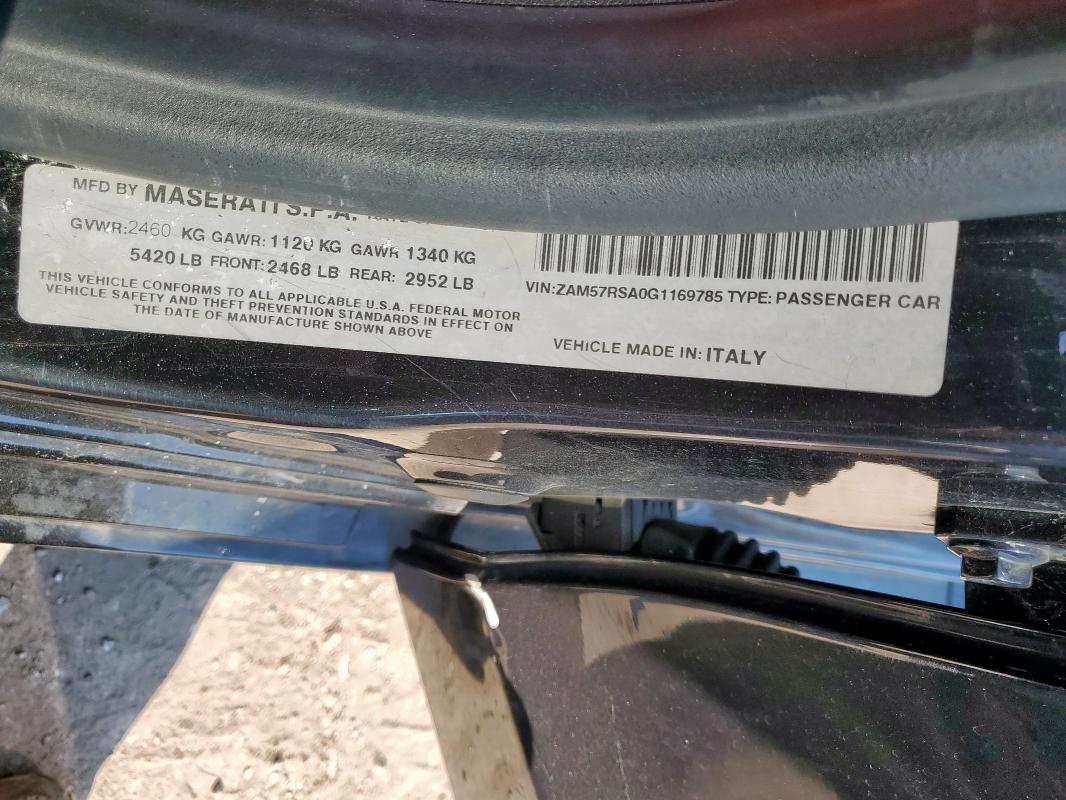 MFD BY MASERATI S.P.A.
GVWR:2460 KG GAWR: 1120 KG GAWR 1340 KG
5420 LB FRONT: 2468 LB REAR: 2952 LB
THIS VEHICLE CONFORMS TO ALL APPLICABLE U.S.A. FEDERAL MOTOR
VEHICLE SAFETY AND THEFT PREVENTION STANDARDS IN EFFECT ON
THE DATE OF MANUFACTURE SHOWN ABOVE
VIN:ZAM57RSA0G1169785 TYPE: PASSENGER CAR
VEHICLE MADE IN: ITALY